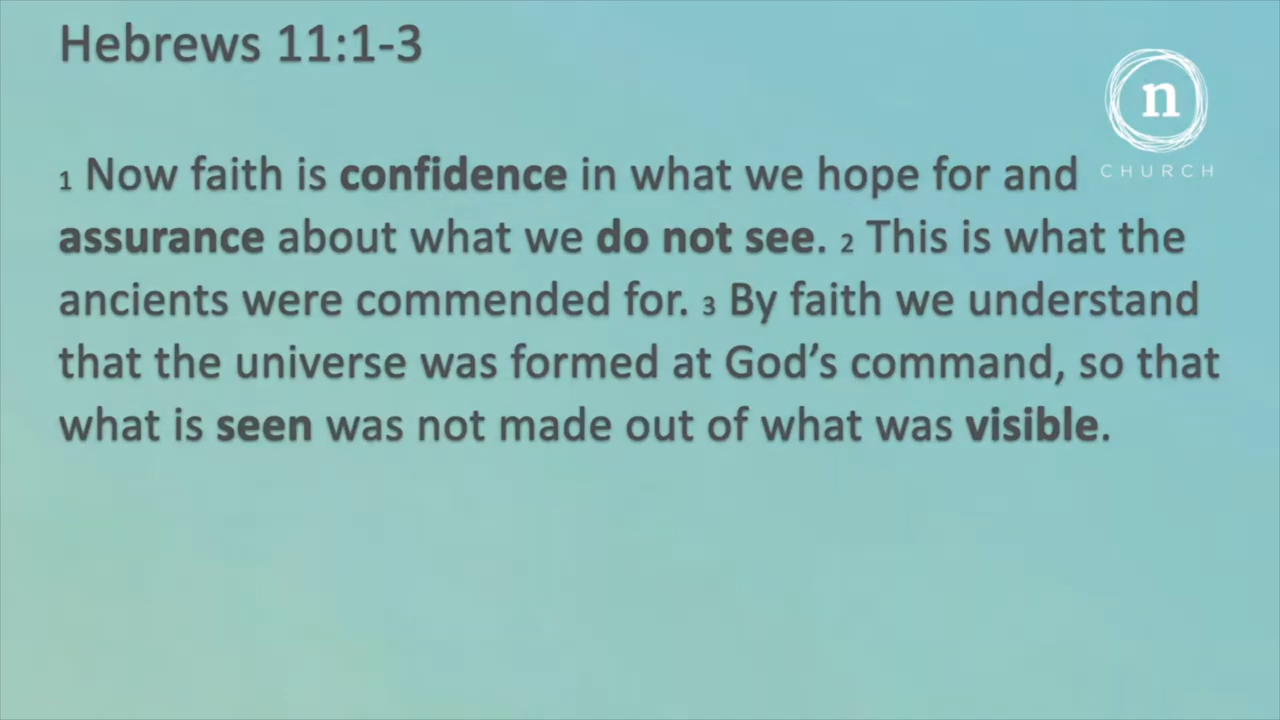 Hebrews 11:1-3
n
CHURCH
1 Now faith is confidence in what we hope for and
assurance about what we do not see. 2 This is what the
ancients were commended for. 3 By faith we understand
that the universe was formed at God’s command, so that
what is seen was not made out of what was visible.